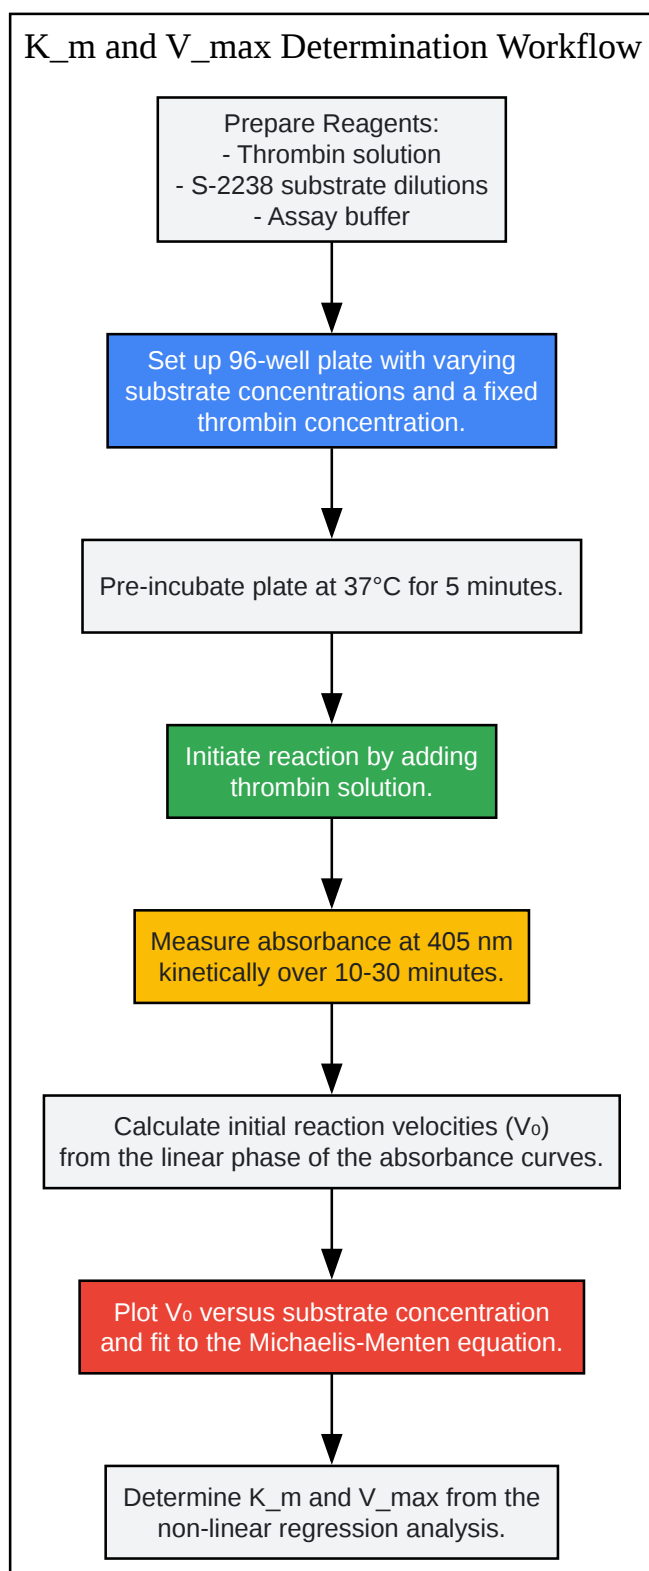 K_m and V_max Determination Workflow
Prepare Reagents:
- Thrombin solution
- S-2238 substrate dilutions
- Assay buffer
Set up 96-well plate with varying
substrate concentrations and a fixed
thrombin concentration.
Pre-incubate plate at 37°C for 5 minutes.
Initiate reaction by adding
thrombin solution.
Measure absorbance at 405 nm
kinetically over 10-30 minutes.
Calculate initial reaction velocities (V₀)
from the linear phase of the absorbance curves.
Plot V₀ versus substrate concentration
and fit to the Michaelis-Menten equation.
Determine K_m and V_max from the
non-linear regression analysis.